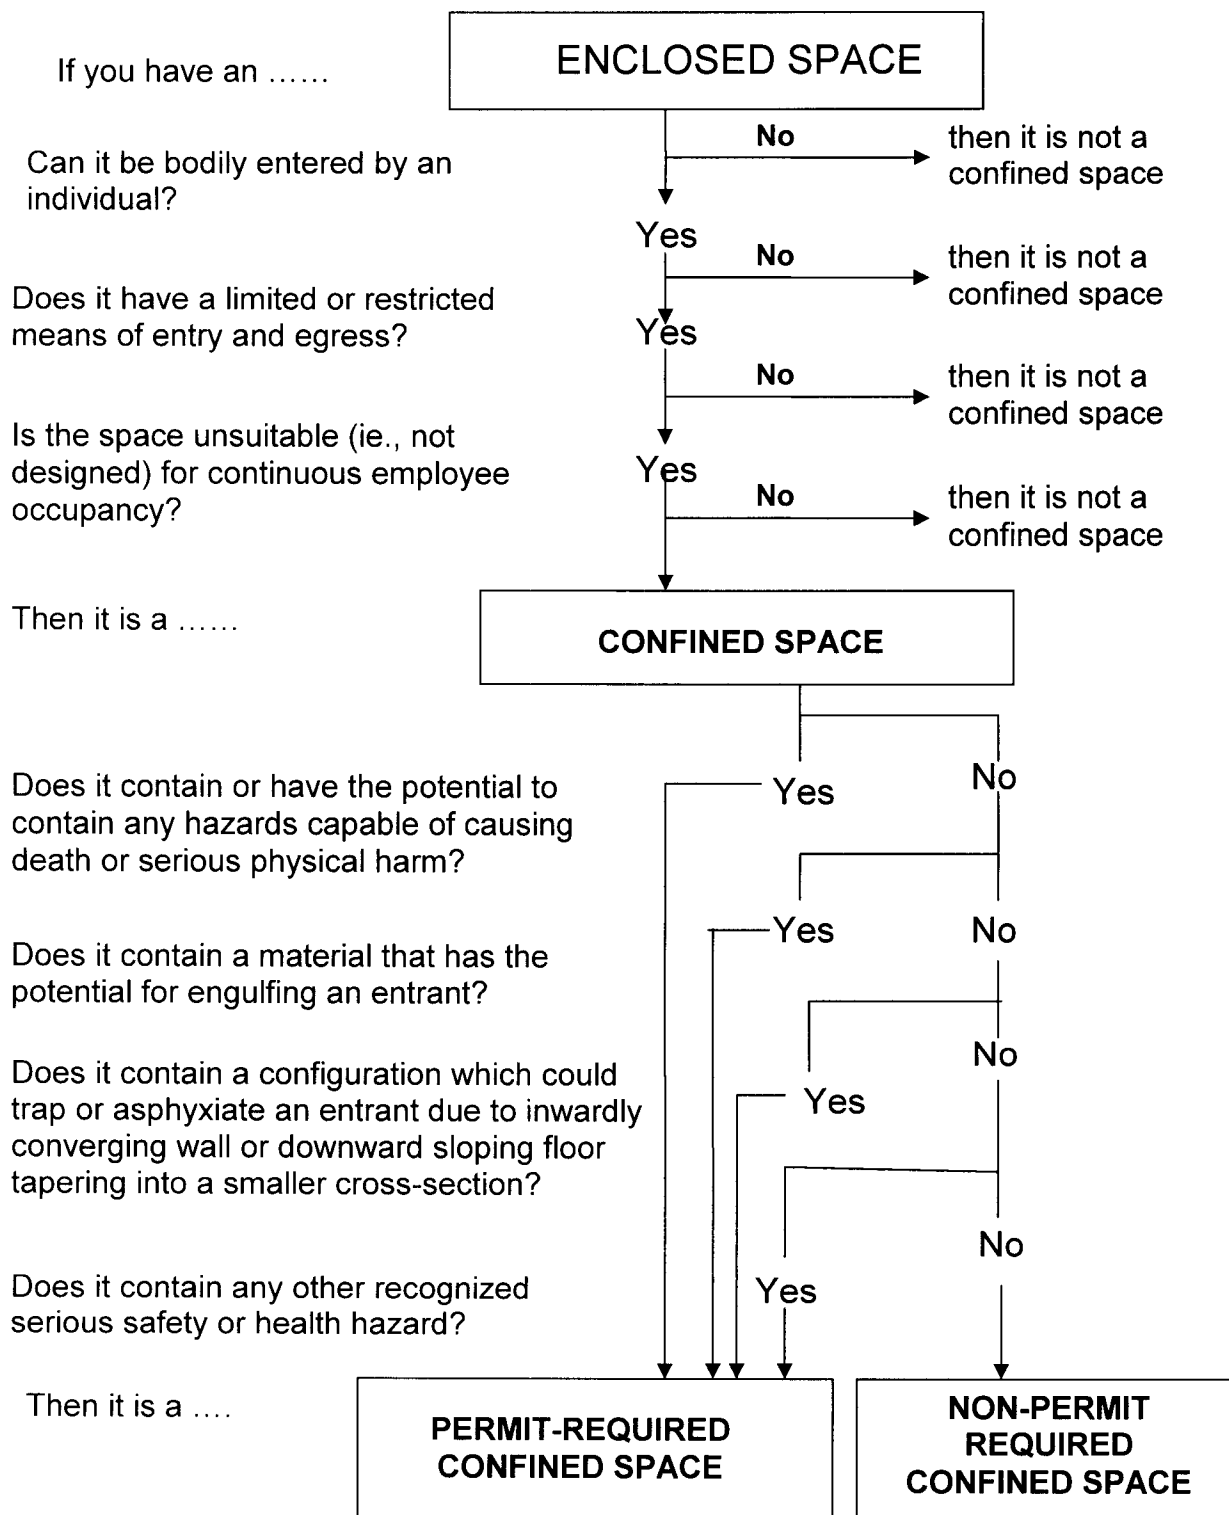 If you have an ……
ENCLOSED SPACE
No
then it is not a
confined space
Can it be bodily entered by an
individual?
Yes
No
then it is not a
confined space
Does it have a limited or restricted
means of entry and egress?
Yes
No
then it is not a
confined space
Is the space unsuitable (ie., not
designed) for continuous employee
occupancy?
Yes
No
then it is not a
confined space
Then it is a ……
CONFINED SPACE
Does it contain or have the potential to
contain any hazards capable of causing
death or serious physical harm?
Yes
No
Does it contain a material that has the
potential for engulfing an entrant?
Yes
No
Does it contain a configuration which could
trap or asphyxiate an entrant due to inwardly
converging wall or downward sloping floor
tapering into a smaller cross-section?
Yes
No
Does it contain any other recognized
serious safety or health hazard?
Yes
No
Then it is a ….
PERMIT-REQUIRED
CONFINED SPACE
NON-PERMIT
REQUIRED
CONFINED SPACE